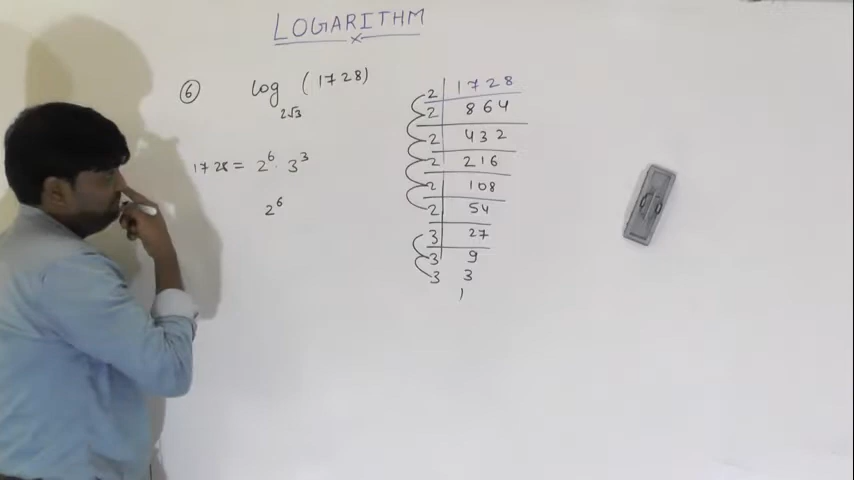 LOGARITHM
⑥ log 2√3 (1728)
1728 = 2⁶ · 3³
2⁶
2 | 1728
2 | 864
2 | 432
2 | 216
2 | 108
2 | 54
3 | 27
3 | 9
3 3
1